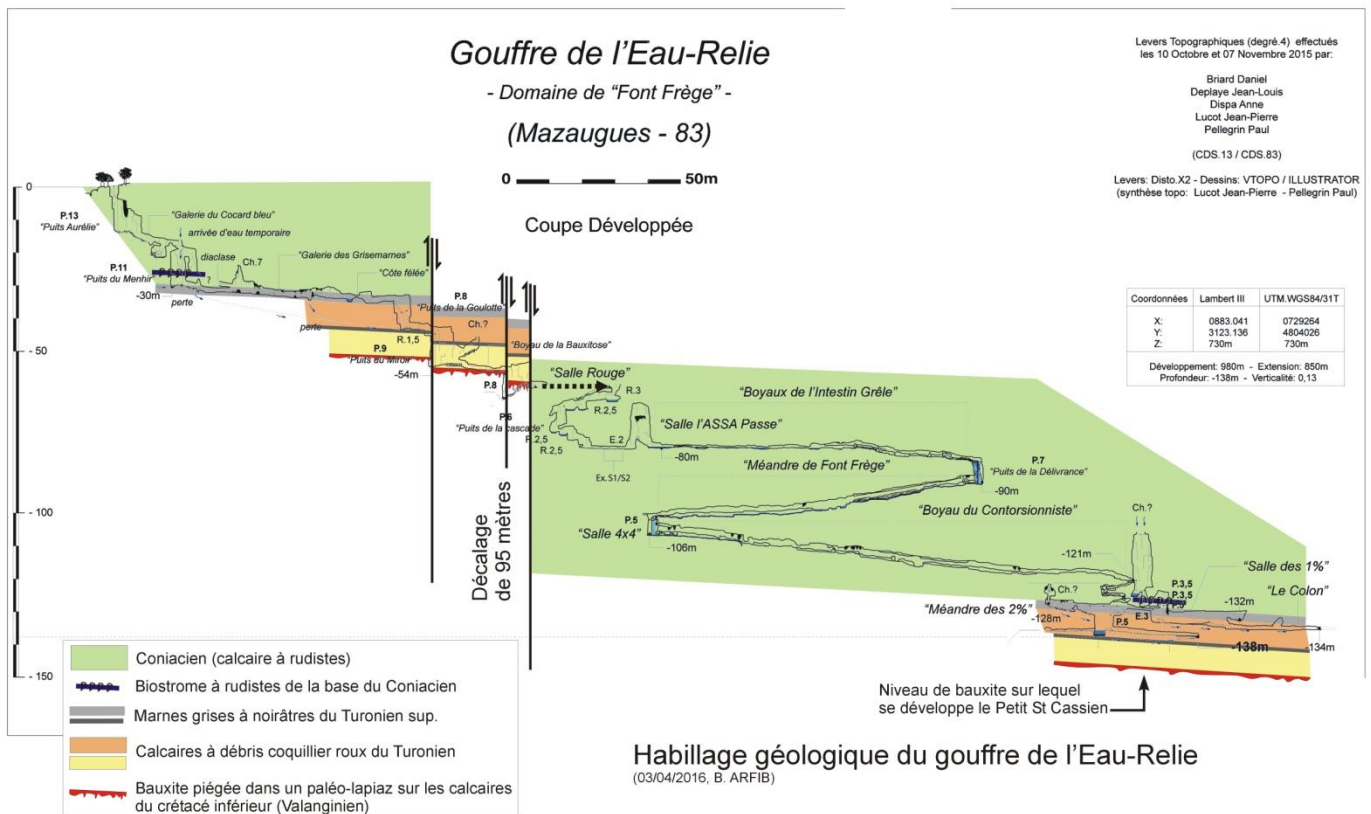 Gouffre de l'Eau-Relie
- Domaine de "Font Frège" -
(Mazaugues - 83)
0 50m
Coupe Développée
Levers Topographiques (degré.4) effectués
les 10 Octobre et 07 Novembre 2015 par:
Briard Daniel
Deplaye Jean-Louis
Dispa Anne
Lucot Jean-Pierre
Pellegrin Paul
(CDS.13 / CDS.83)
Levers: Disto.X2 - Dessins: VTOPO / ILLUSTRATOR
(synthèse topo: Lucot Jean-Pierre - Pellegrin Paul)
Coordonnées Lambert III UTM.WGS84/31T
X: 0883.041 0729264
Y: 3123.136 4804026
Z: 730m 730m
Développement: 980m - Extension: 850m
Profondeur: -138m - Verticalité: 0,13
0
- 50
- 100
- 150
P.13
"Puits Aurélie"
"Galerie du Cocard bleu"
arrivée d'eau temporaire
diaclase
Ch.7
"Galerie des Grisemarnes"
"Côte fêlée"
P.11
"Puits du Menhir"
?
-30m
perte
perte
R.1,5
P.9
"Puits du Miroir"
-54m
P.8
"Puits de la Goulotte"
Ch.?
"Boyau de la Bauxitose"
P.8
P.6
"Puits de la cascade"
"Salle Rouge"
R.3
R.2,5
R.2,5
R.2,5
E.2
Ex.S1/S2
"Salle l'ASSA Passe"
-80m
"Boyaux de l'Intestin Grêle"
"Méandre de Font Frège"
P.7
"Puits de la Délivrance"
-90m
"Boyau du Contorsionniste"
P.5
"Salle 4x4"
-106m
Décalage
de 95 mètres
Ch.?
-121m
P.3,5
P.3,5
"Salle des 1%"
"Le Colon"
Ch.?
"Méandre des 2%"
-128m
P.5
E.3
-132m
-138m
-134m
Niveau de bauxite sur lequel
se développe le Petit St Cassien
Coniacien (calcaire à rudistes)
Biostrome à rudistes de la base du Coniacien
Marnes grises à noirâtres du Turonien sup.
Calcaires à débris coquillier roux du Turonien
Bauxite piégée dans un paléo-lapiaz sur les calcaires
du crétacé inférieur (Valanginien)
Habillage géologique du gouffre de l'Eau-Relie
(03/04/2016, B. ARFIB)